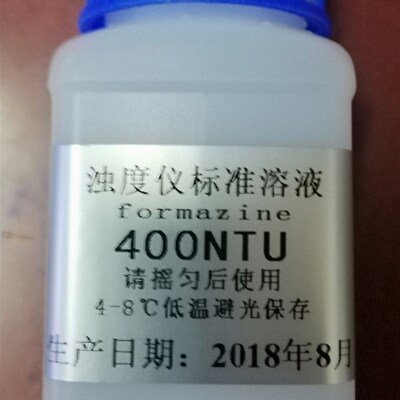 浊度仪标准溶液
formazine
400NTU
请摇匀后使用
4-8℃低温避光保存
生产日期：2018年8月